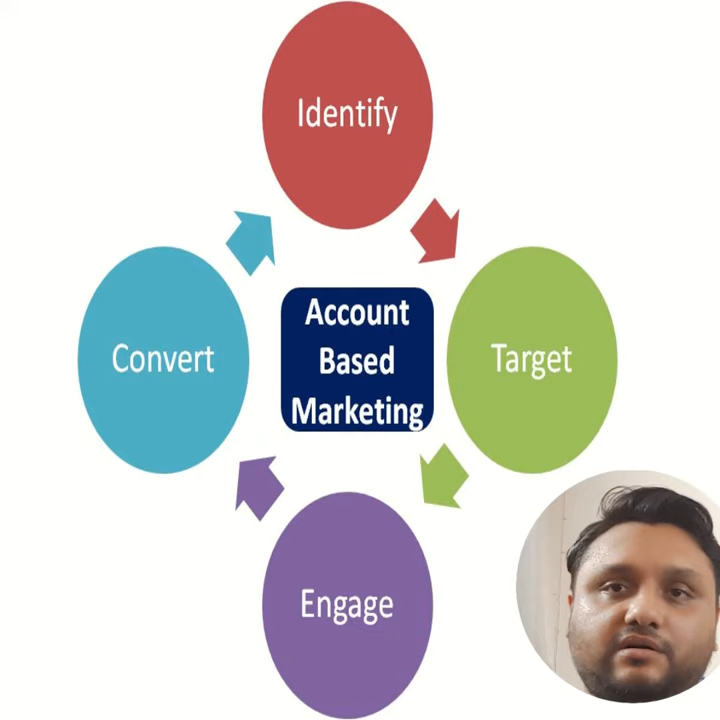 Identify
Account
Based
Marketing
Convert
Target
Engage